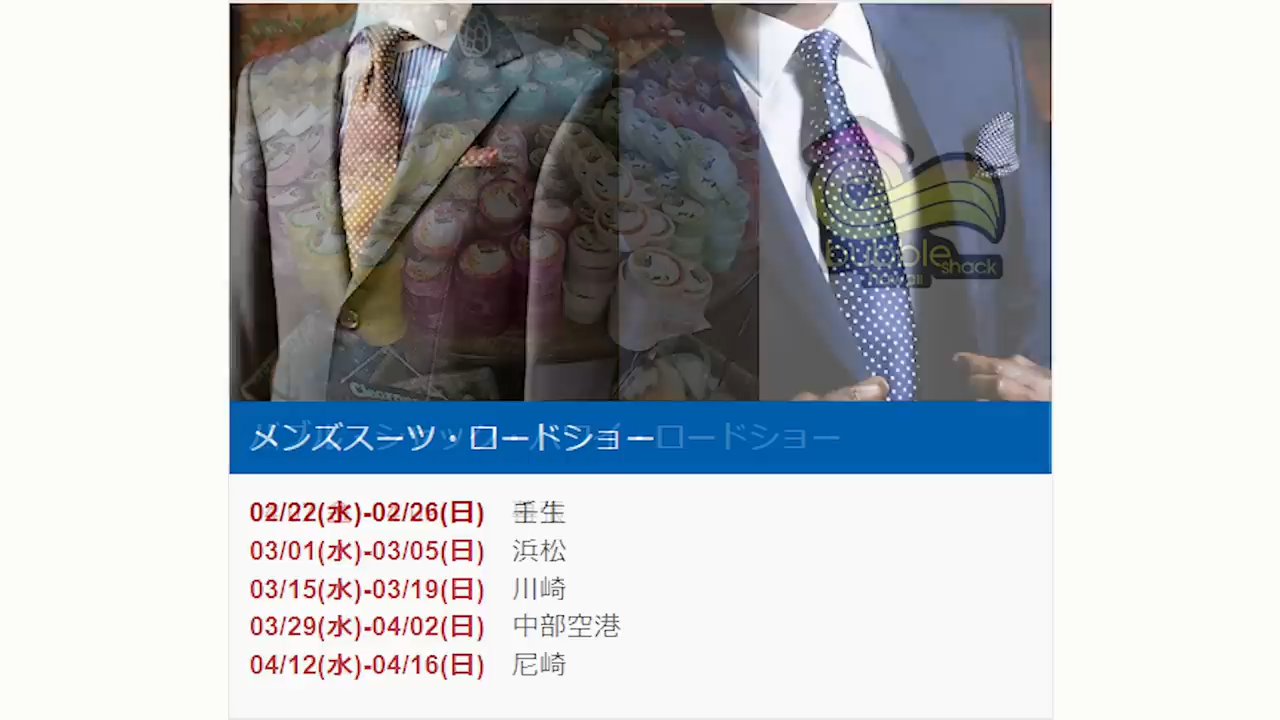 bubble
shack
メンズスーツ・ロードショー
02/22(水)-02/26(日) 壬生
03/01(水)-03/05(日) 浜松
03/15(水)-03/19(日) 川崎
03/29(水)-04/02(日) 中部空港
04/12(水)-04/16(日) 尼崎